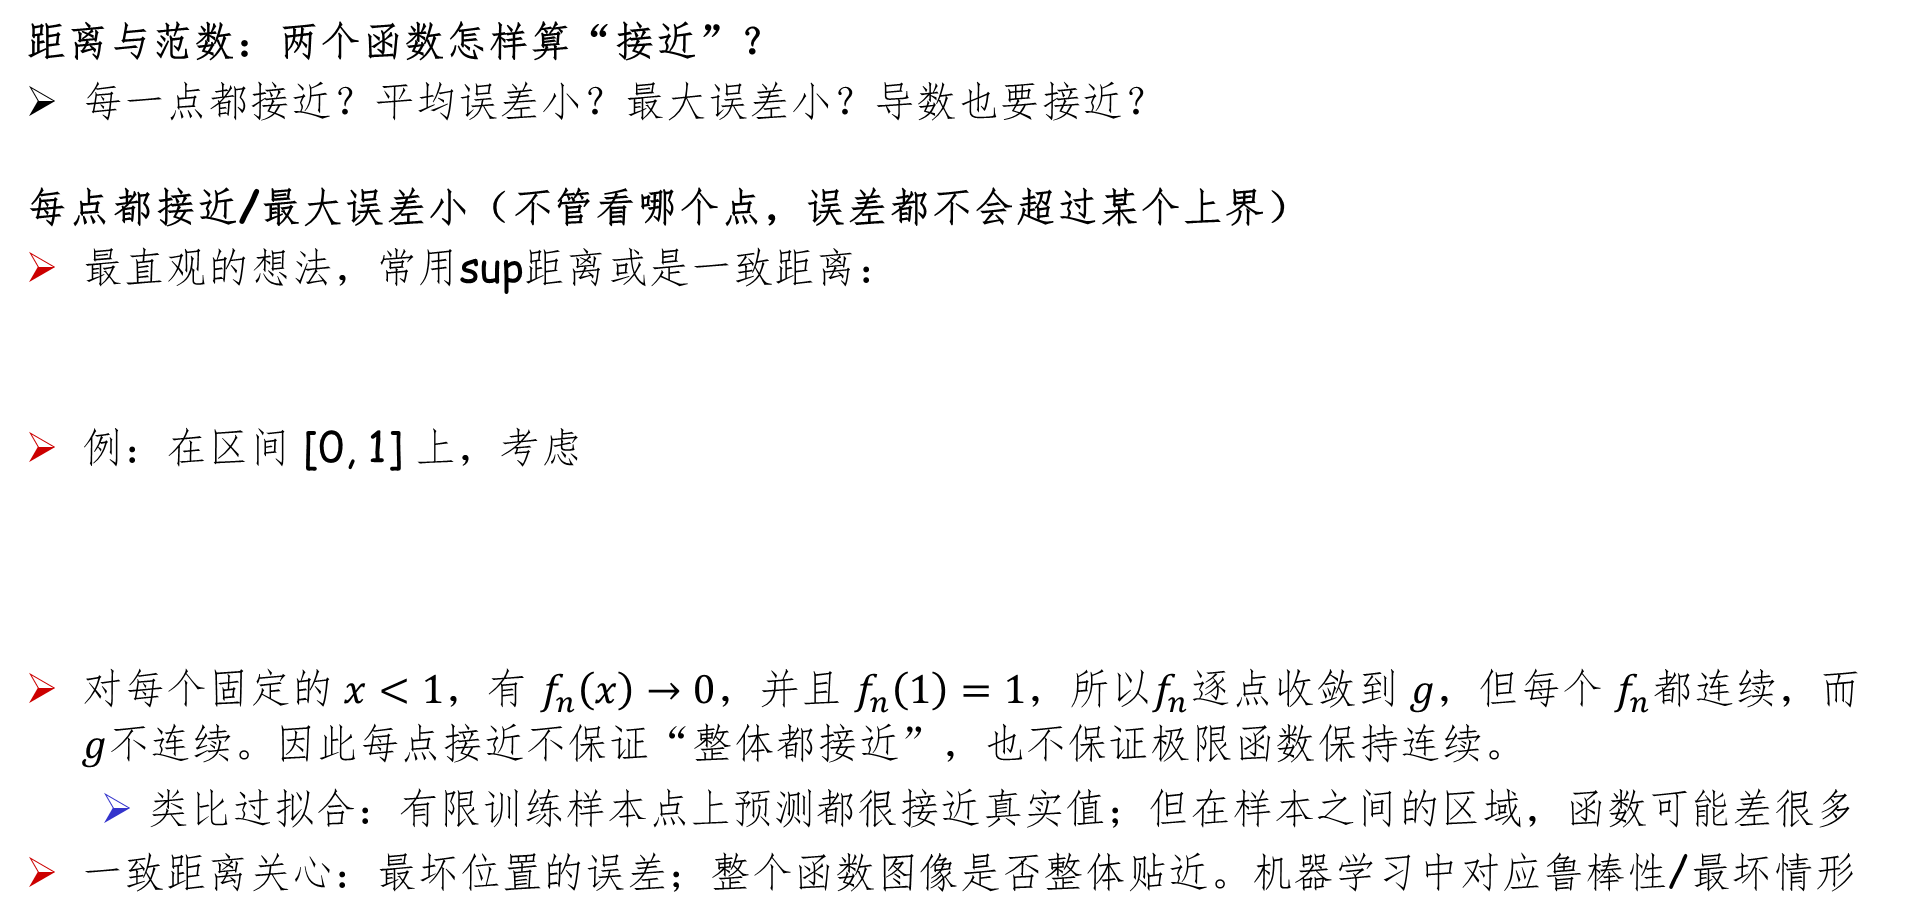 距离与范数：两个函数怎样算“接近”？
➢ 每一点都接近？平均误差小？最大误差小？导数也要接近？
每点都接近/最大误差小（不管看哪个点，误差都不会超过某个上界）
➢ 最直观的想法，常用sup距离或是一致距离：
➢ 例：在区间 [0, 1] 上，考虑
➢ 对每个固定的 x < 1，有 fₙ(x) → 0，并且 fₙ(1) = 1，所以fₙ逐点收敛到 g，但每个 fₙ都连续，而
g不连续。因此每点接近不保证“整体都接近”，也不保证极限函数保持连续。
➢ 类比过拟合：有限训练样本点上预测都很接近真实值；但在样本之间的区域，函数可能差很多
➢ 一致距离关心：最坏位置的误差；整个函数图像是否整体贴近。机器学习中对应鲁棒性/最坏情形